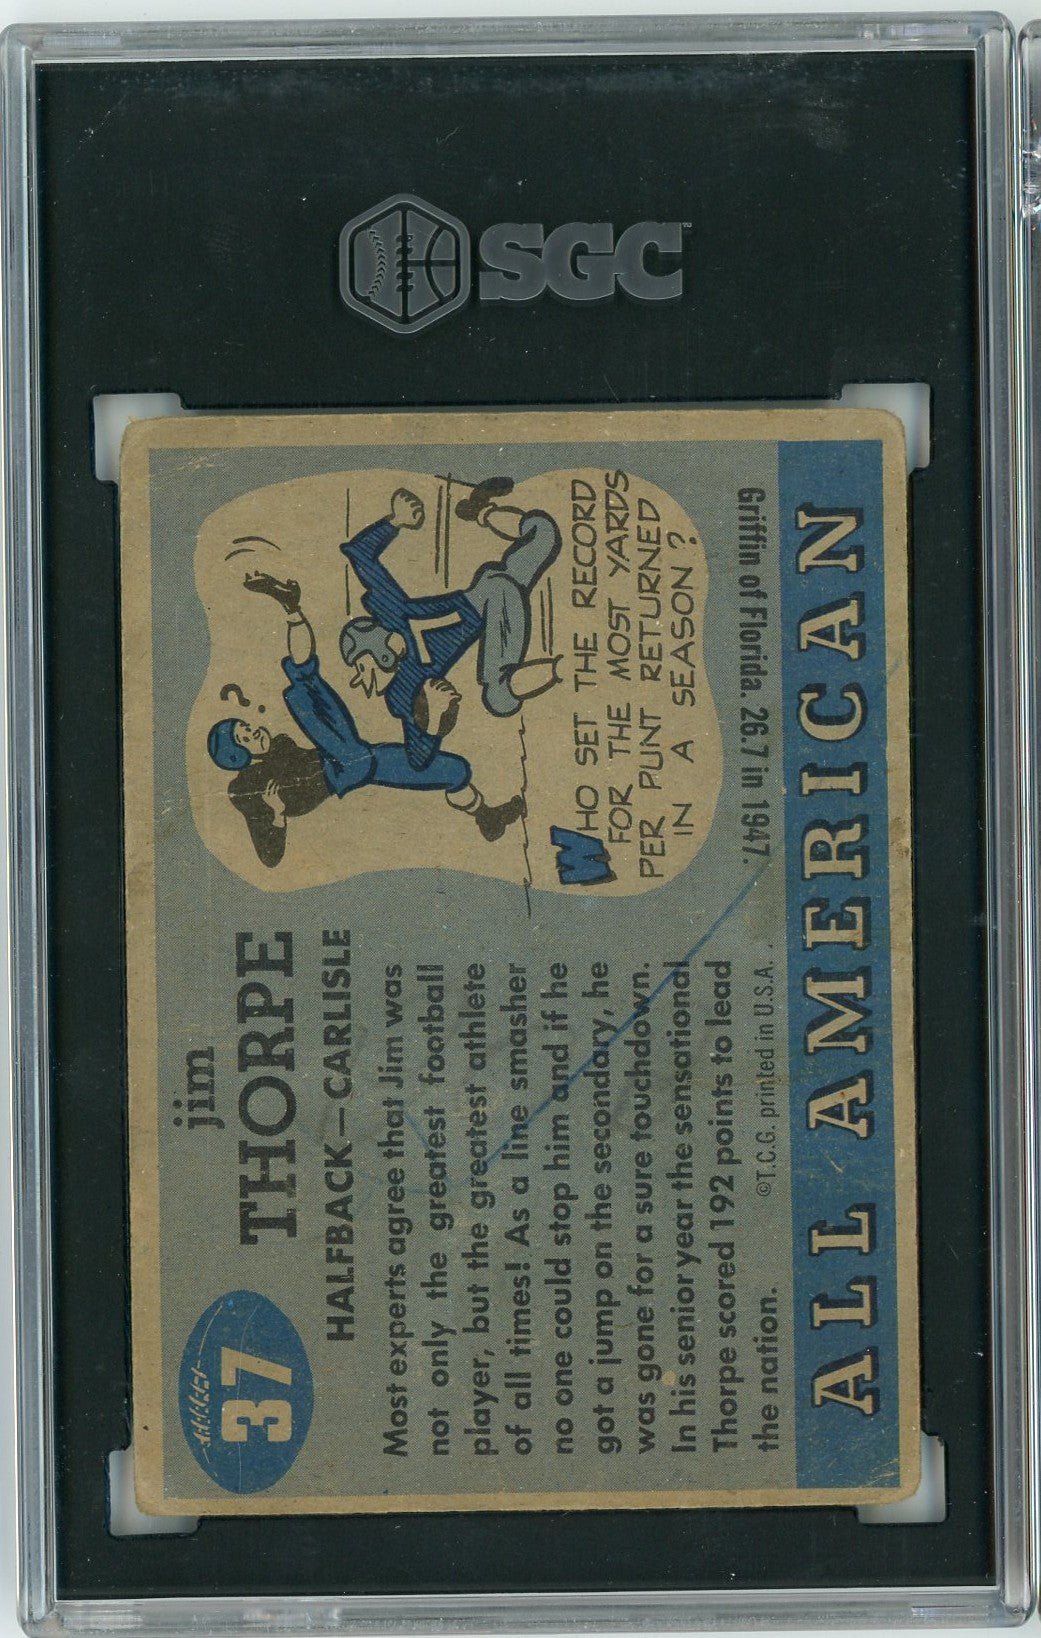 SGC™
37
jim
THORPE
HALFBACK—CARLISLE
Most experts agree that Jim was
not only the greatest football
player, but the greatest athlete
of all times! As a line smasher
no one could stop him and if he
got a jump on the secondary, he
was gone for a sure touchdown.
In his senior year the sensational
Thorpe scored 192 points to lead
the nation.
©T.C.G. printed in U.S.A.
?
WHO SET THE RECORD
FOR THE MOST YARDS
PER PUNT RETURNED
IN A SEASON?
Griffin of Florida. 26.7 in 1947.
ALL AMERICAN